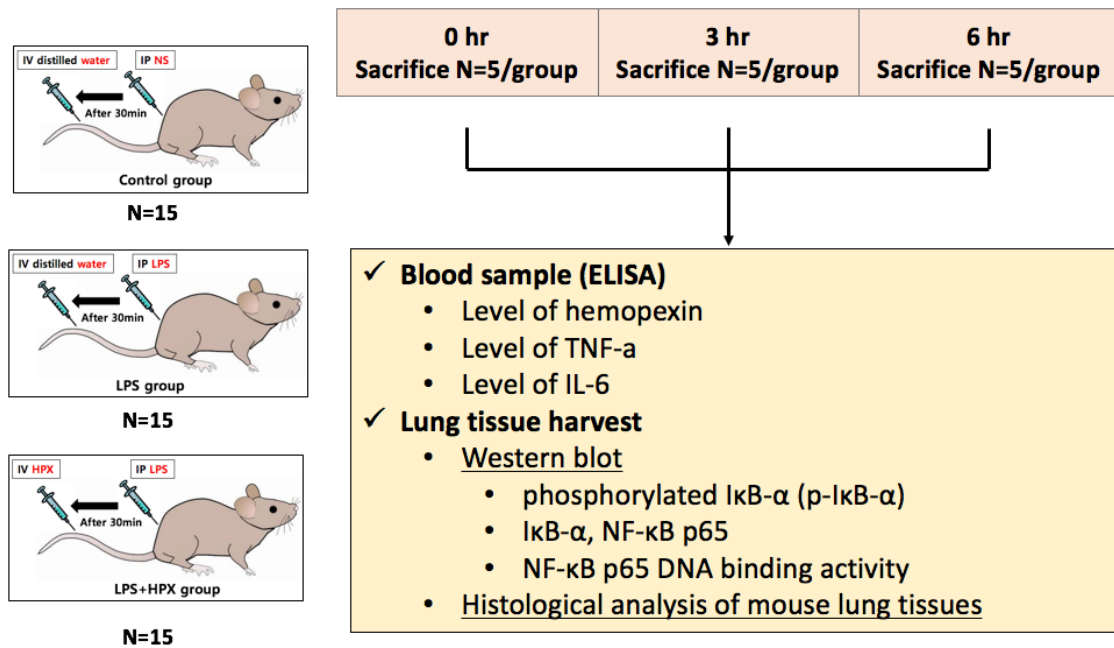 IV distilled water
IP NS
After 30min
Control group
N=15
IV distilled water
IP LPS
After 30min
LPS group
N=15
IV HPX
IP LPS
After 30min
LPS+HPX group
N=15
0 hr
Sacrifice N=5/group
3 hr
Sacrifice N=5/group
6 hr
Sacrifice N=5/group
✓ Blood sample (ELISA)
• Level of hemopexin
• Level of TNF-a
• Level of IL-6
✓ Lung tissue harvest
• Western blot
• phosphorylated IκB-α (p-IκB-α)
• IκB-α, NF-κB p65
• NF-κB p65 DNA binding activity
• Histological analysis of mouse lung tissues